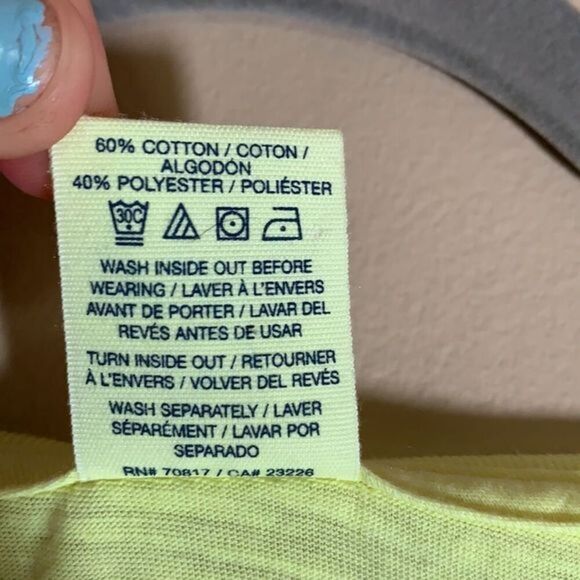 60% COTTON / COTON /
ALGODÓN
40% POLYESTER / POLIÉSTER
30C
WASH INSIDE OUT BEFORE
WEARING / LAVER À L'ENVERS
AVANT DE PORTER / LAVAR DEL
REVÉS ANTES DE USAR
TURN INSIDE OUT / RETOURNER
À L'ENVERS / VOLVER DEL REVÉS
WASH SEPARATELY / LAVER
SÉPARÉMENT / LAVAR POR
SEPARADO
RN# 70817 / CA# 23226